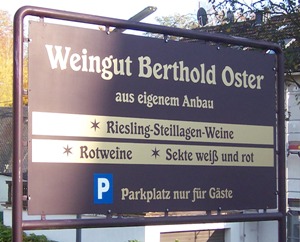 Weingut Berthold Oster
aus eigenem Anbau
✶ Riesling-Steillagen-Weine
✶ Rotweine ✶ Sekte weiß und rot
P Parkplatz nur für Gäste